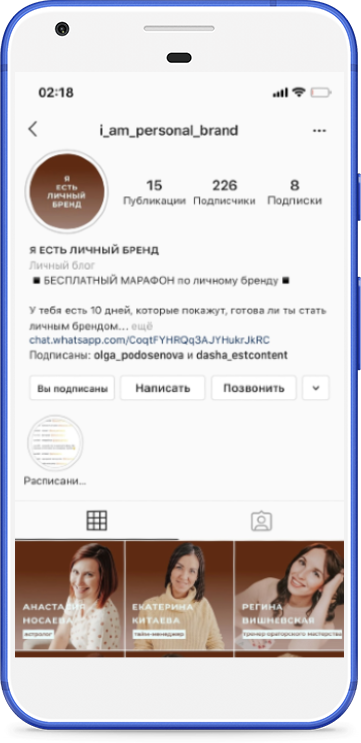 02:18
i_am_personal_brand
Я
ЕСТЬ
ЛИЧНЫЙ
БРЕНД
15 226 8
Публикации Подписчики Подписки
Я ЕСТЬ ЛИЧНЫЙ БРЕНД
Личный блог
◾ БЕСПЛАТНЫЙ МАРАФОН по личному бренду ◾
У тебя есть 10 дней, которые покажут, готова ли ты стать
личным брендом... ещё
chat.whatsapp.com/CoqtFYHRQq3AJYHukrJkRC
Подписаны: olga_podosenova и dasha_estcontent
Вы подписаны Написать Позвонить
Расписани...
АНАСТАСИЯ
НОСАЕВА
астролог
ЕКАТЕРИНА
КИТАЕВА
тайм-менеджер
РЕГИНА
ВИШНЕВСКАЯ
тренер ораторского мастерства